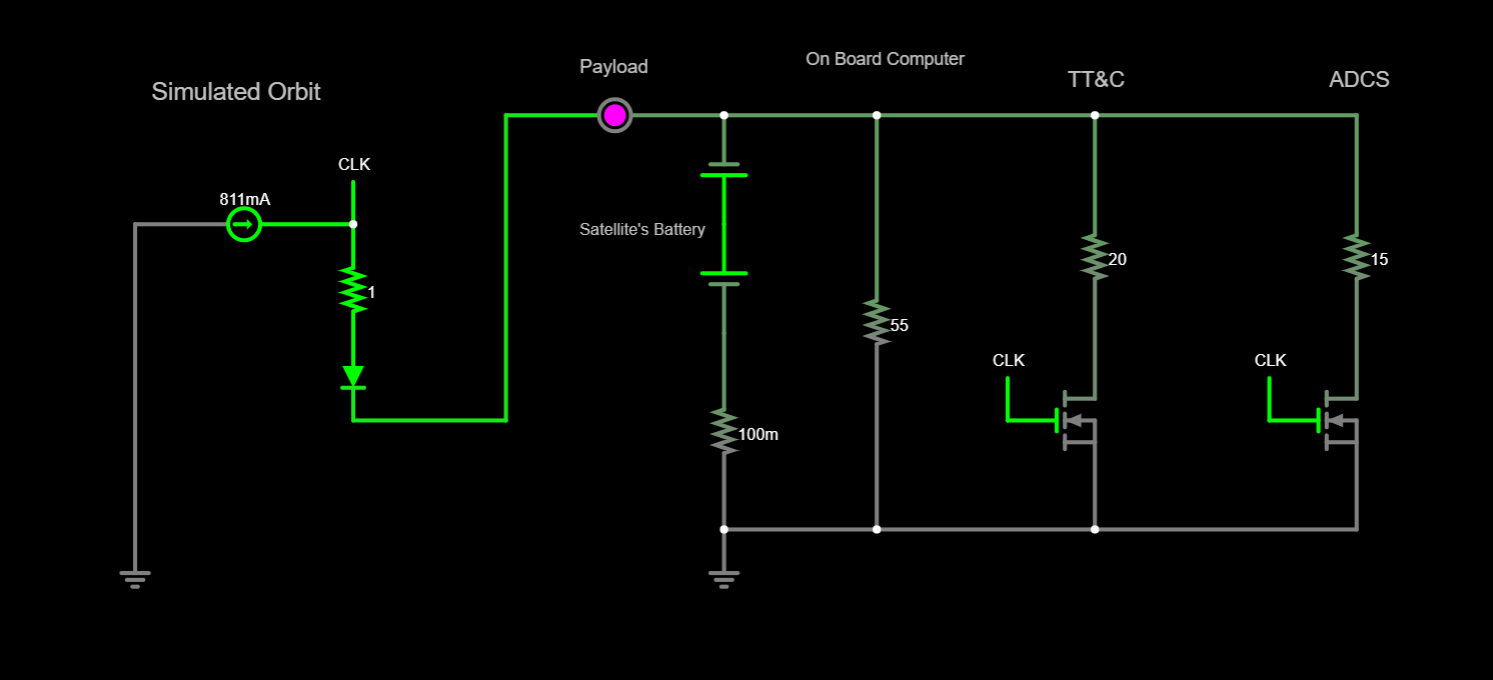 Simulated Orbit
Payload
On Board Computer
TT&C
ADCS
CLK
811mA
1
Satellite's Battery
100m
55
20
CLK
15
CLK